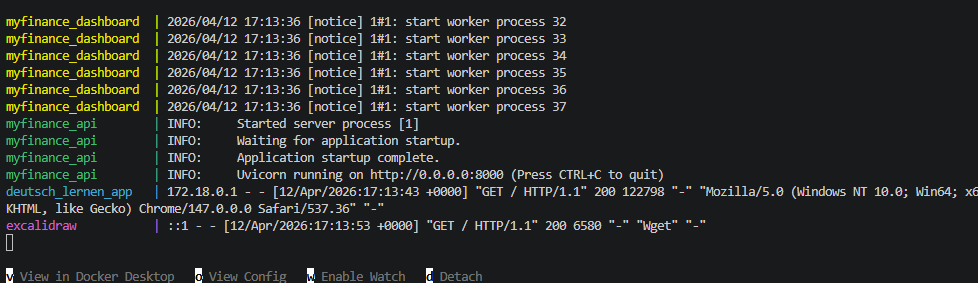 myfinance_dashboard | 2026/04/12 17:13:36 [notice] 1#1: start worker process 32
myfinance_dashboard | 2026/04/12 17:13:36 [notice] 1#1: start worker process 33
myfinance_dashboard | 2026/04/12 17:13:36 [notice] 1#1: start worker process 34
myfinance_dashboard | 2026/04/12 17:13:36 [notice] 1#1: start worker process 35
myfinance_dashboard | 2026/04/12 17:13:36 [notice] 1#1: start worker process 36
myfinance_dashboard | 2026/04/12 17:13:36 [notice] 1#1: start worker process 37
myfinance_api | INFO: Started server process [1]
myfinance_api | INFO: Waiting for application startup.
myfinance_api | INFO: Application startup complete.
myfinance_api | INFO: Uvicorn running on http://0.0.0.0:8000 (Press CTRL+C to quit)
deutsch_lernen_app | 172.18.0.1 - - [12/Apr/2026:17:13:43 +0000] "GET / HTTP/1.1" 200 122798 "-" "Mozilla/5.0 (Windows NT 10.0; Win64; x6
KHTML, like Gecko) Chrome/147.0.0.0 Safari/537.36" "-"
excalidraw | ::1 - - [12/Apr/2026:17:13:53 +0000] "GET / HTTP/1.1" 200 6580 "-" "Wget" "-"
v View in Docker Desktop o View Config w Enable Watch d Detach